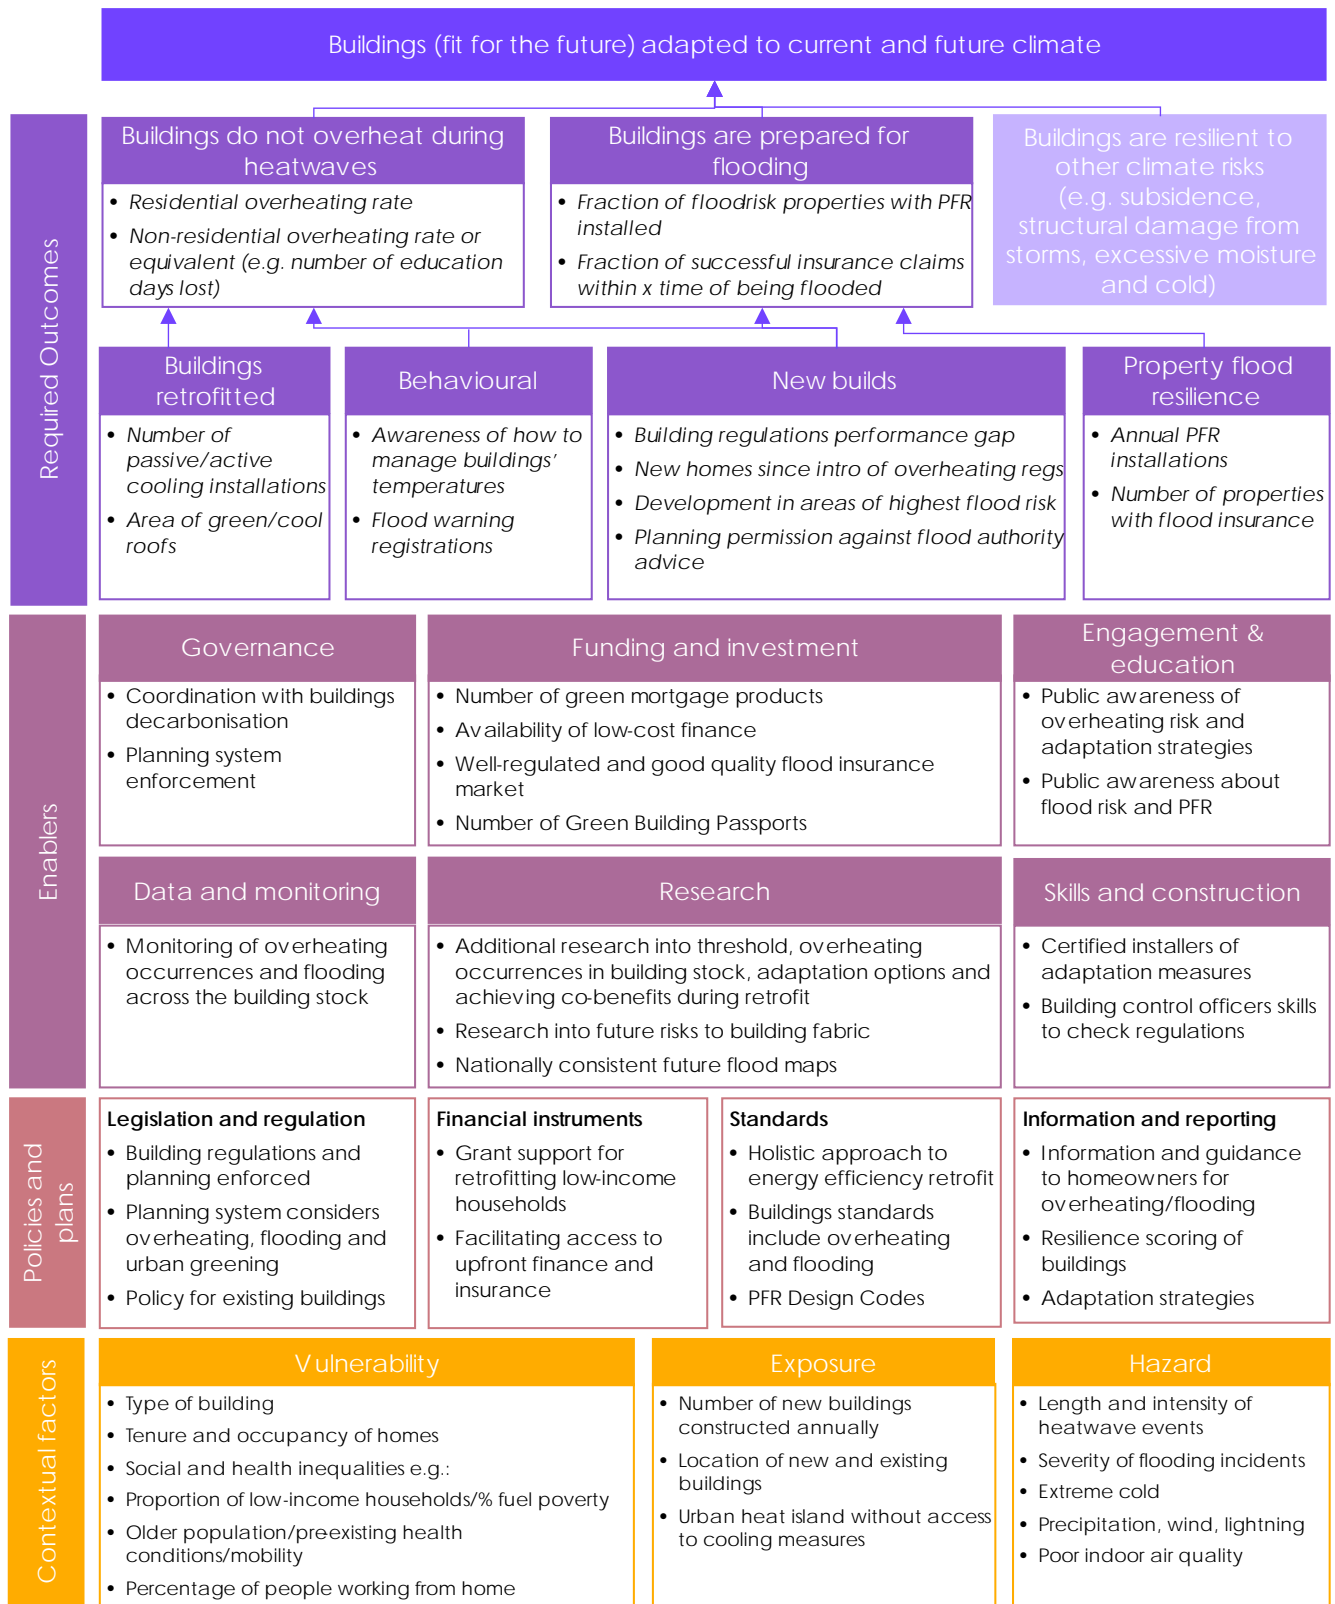 Buildings (fit for the future) adapted to current and future climate
Required Outcomes
Buildings do not overheat during
heatwaves
• Residential overheating rate
• Non-residential overheating rate or
equivalent (e.g. number of education
days lost)
Buildings are prepared for
flooding
• Fraction of flood-risk properties with PFR
installed
• Fraction of successful insurance claims
within x time of being flooded
Buildings are resilient to
other climate risks
(e.g. subsidence,
structural damage from
storms, excessive moisture
and cold)
Buildings
retrofitted
• Number of
passive/active
cooling installations
• Area of green/cool
roofs
Behavioural
• Awareness of how to
manage buildings’
temperatures
• Flood warning
registrations
New builds
• Building regulations performance gap
• New homes since intro of overheating regs
• Development in areas of highest flood risk
• Planning permission against flood authority
advice
Property flood
resilience
• Annual PFR
installations
• Number of properties
with flood insurance
Enablers
Governance
• Coordination with buildings
decarbonisation
• Planning system
enforcement
Funding and investment
• Number of green mortgage products
• Availability of low-cost finance
• Well-regulated and good quality flood insurance
market
• Number of Green Building Passports
Engagement &
education
• Public awareness of
overheating risk and
adaptation strategies
• Public awareness about
flood risk and PFR
Data and monitoring
• Monitoring of overheating
occurrences and flooding
across the building stock
Research
• Additional research into threshold, overheating
occurrences in building stock, adaptation options and
achieving co-benefits during retrofit
• Research into future risks to building fabric
• Nationally consistent future flood maps
Skills and construction
• Certified installers of
adaptation measures
• Building control officers skills
to check regulations
Policies and
plans
Legislation and regulation
• Building regulations and
planning enforced
• Planning system considers
overheating, flooding and
urban greening
• Policy for existing buildings
Financial instruments
• Grant support for
retrofitting low-income
households
• Facilitating access to
upfront finance and
insurance
Standards
• Holistic approach to
energy efficiency retrofit
• Buildings standards
include overheating
and flooding
• PFR Design Codes
Information and reporting
• Information and guidance
to homeowners for
overheating/flooding
• Resilience scoring of
buildings
• Adaptation strategies
Contextual factors
Vulnerability
• Type of building
• Tenure and occupancy of homes
• Social and health inequalities e.g.:
• Proportion of low-income households/% fuel poverty
• Older population/pre-existing health
conditions/mobility
• Percentage of people working from home
Exposure
• Number of new buildings
constructed annually
• Location of new and existing
buildings
• Urban heat island without access
to cooling measures
Hazard
• Length and intensity of
heatwave events
• Severity of flooding incidents
• Extreme cold
• Precipitation, wind, lightning
• Poor indoor air quality